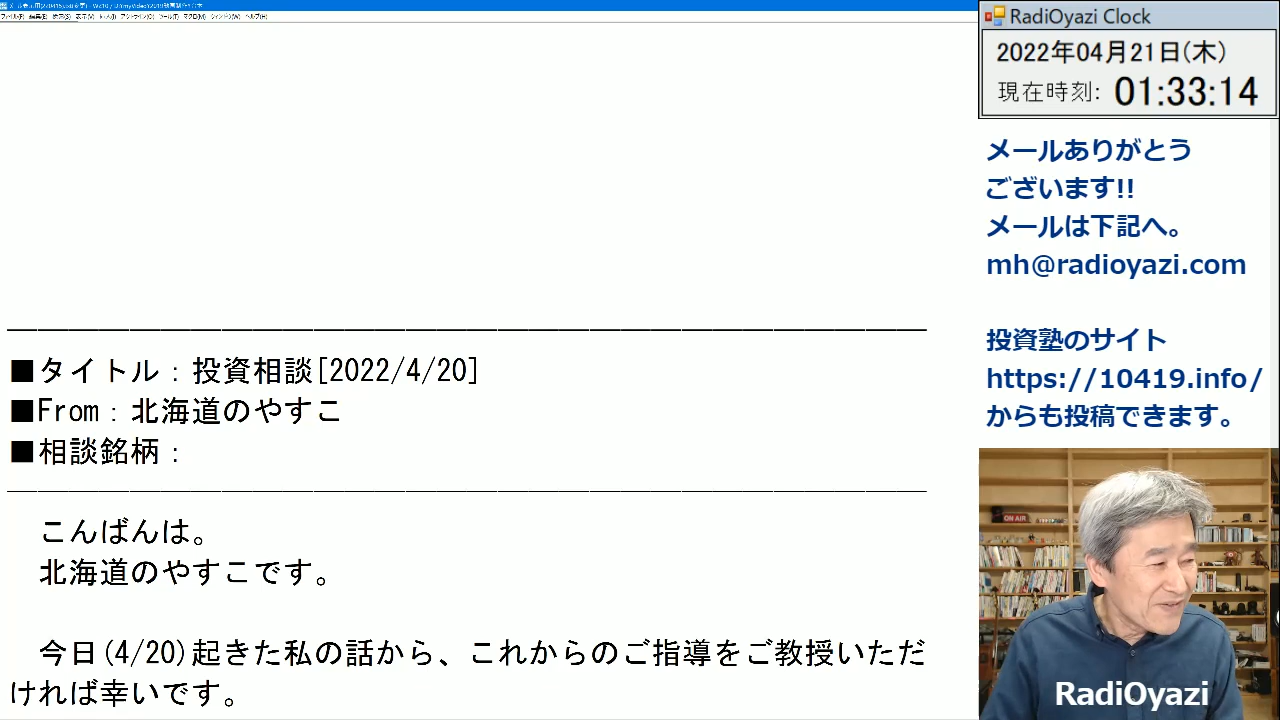 RadiOyazi Clock
2022年04月21日(木)
現在時刻: 01:33:14
メールありがとう
ございます!!
メールは下記へ。
mh@radioyazi.com
投資塾のサイト
https://10419.info/
からも投稿できます。
■タイトル：投資相談[2022/4/20]
■From：北海道のやすこ
■相談銘柄：
こんばんは。
北海道のやすこです。
今日(4/20)起きた私の話から、これからのご指導をご教授いただ
ければ幸いです。
ON AIR
RadiOyazi